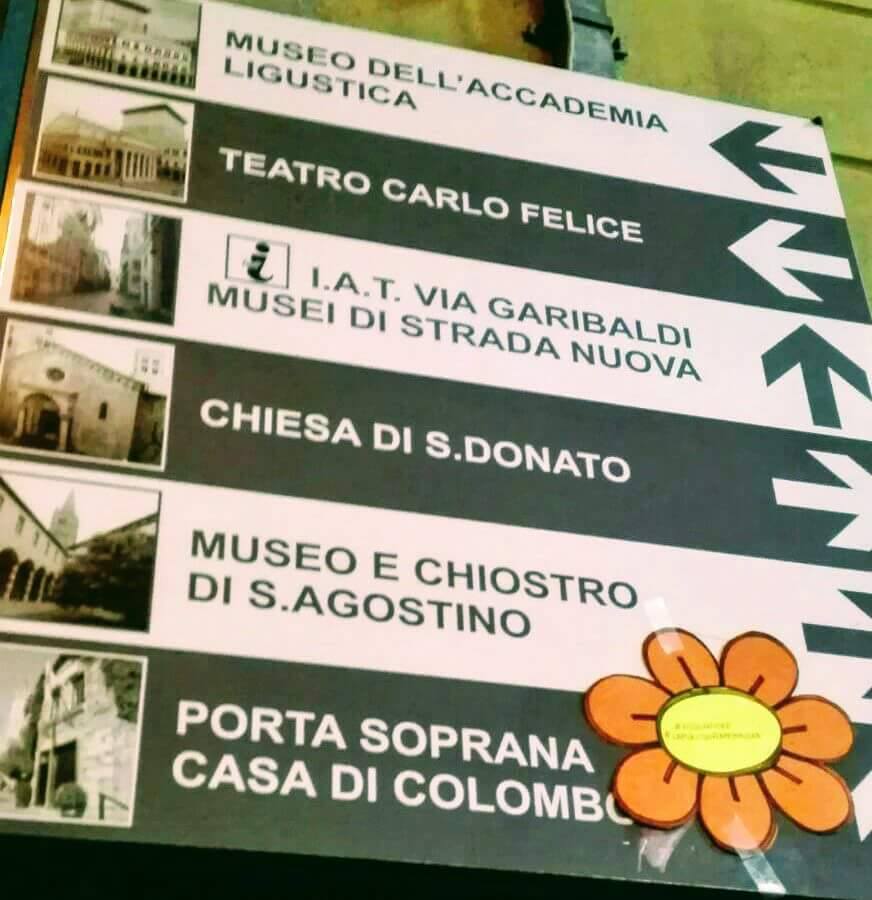 MUSEO DELL'ACCADEMIA
LIGUSTICA
TEATRO CARLO FELICE
i I.A.T. VIA GARIBALDI
MUSEI DI STRADA NUOVA
CHIESA DI S.DONATO
MUSEO E CHIOSTRO
DI S.AGOSTINO
PORTA SOPRANA
CASA DI COLOMBO